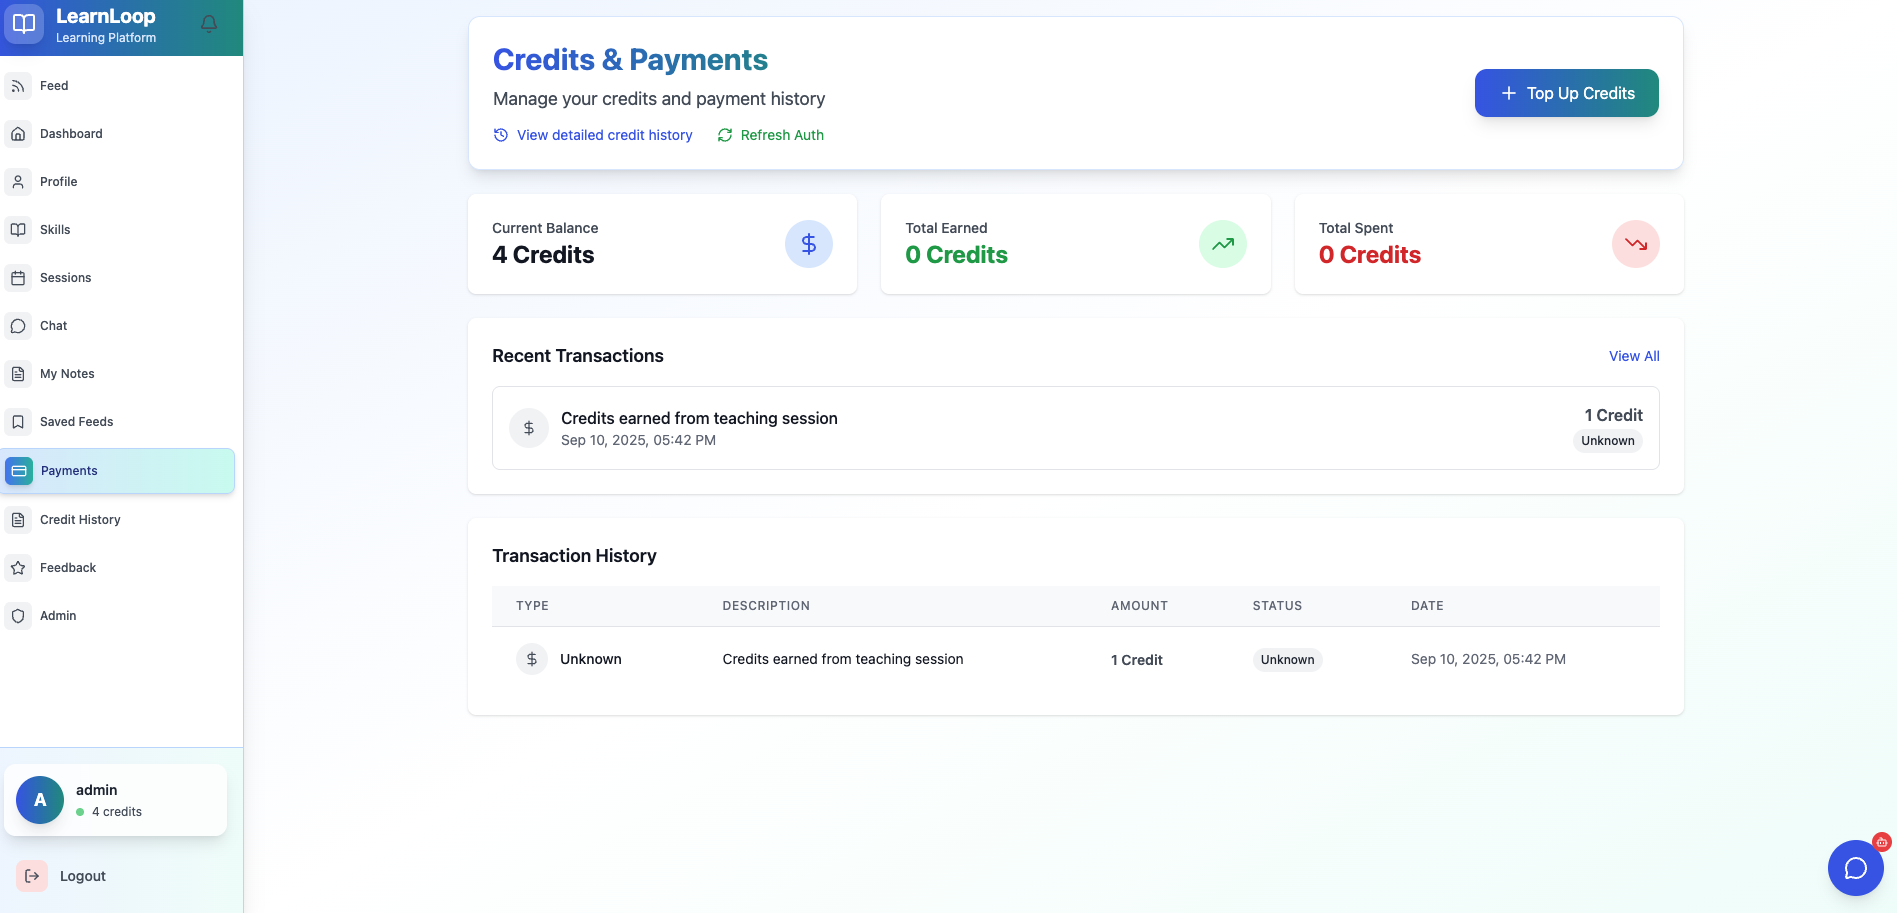 LearnLoop
Learning Platform
Feed
Dashboard
Profile
Skills
Sessions
Chat
My Notes
Saved Feeds
Payments
Credit History
Feedback
Admin
A
admin
4 credits
Logout
Credits & Payments
Manage your credits and payment history
View detailed credit history
Refresh Auth
Top Up Credits
Current Balance
4 Credits
Total Earned
0 Credits
Total Spent
0 Credits
Recent Transactions
View All
Credits earned from teaching session
Sep 10, 2025, 05:42 PM
1 Credit
Unknown
Transaction History
TYPE DESCRIPTION AMOUNT STATUS DATE
Unknown Credits earned from teaching session 1 Credit Unknown Sep 10, 2025, 05:42 PM